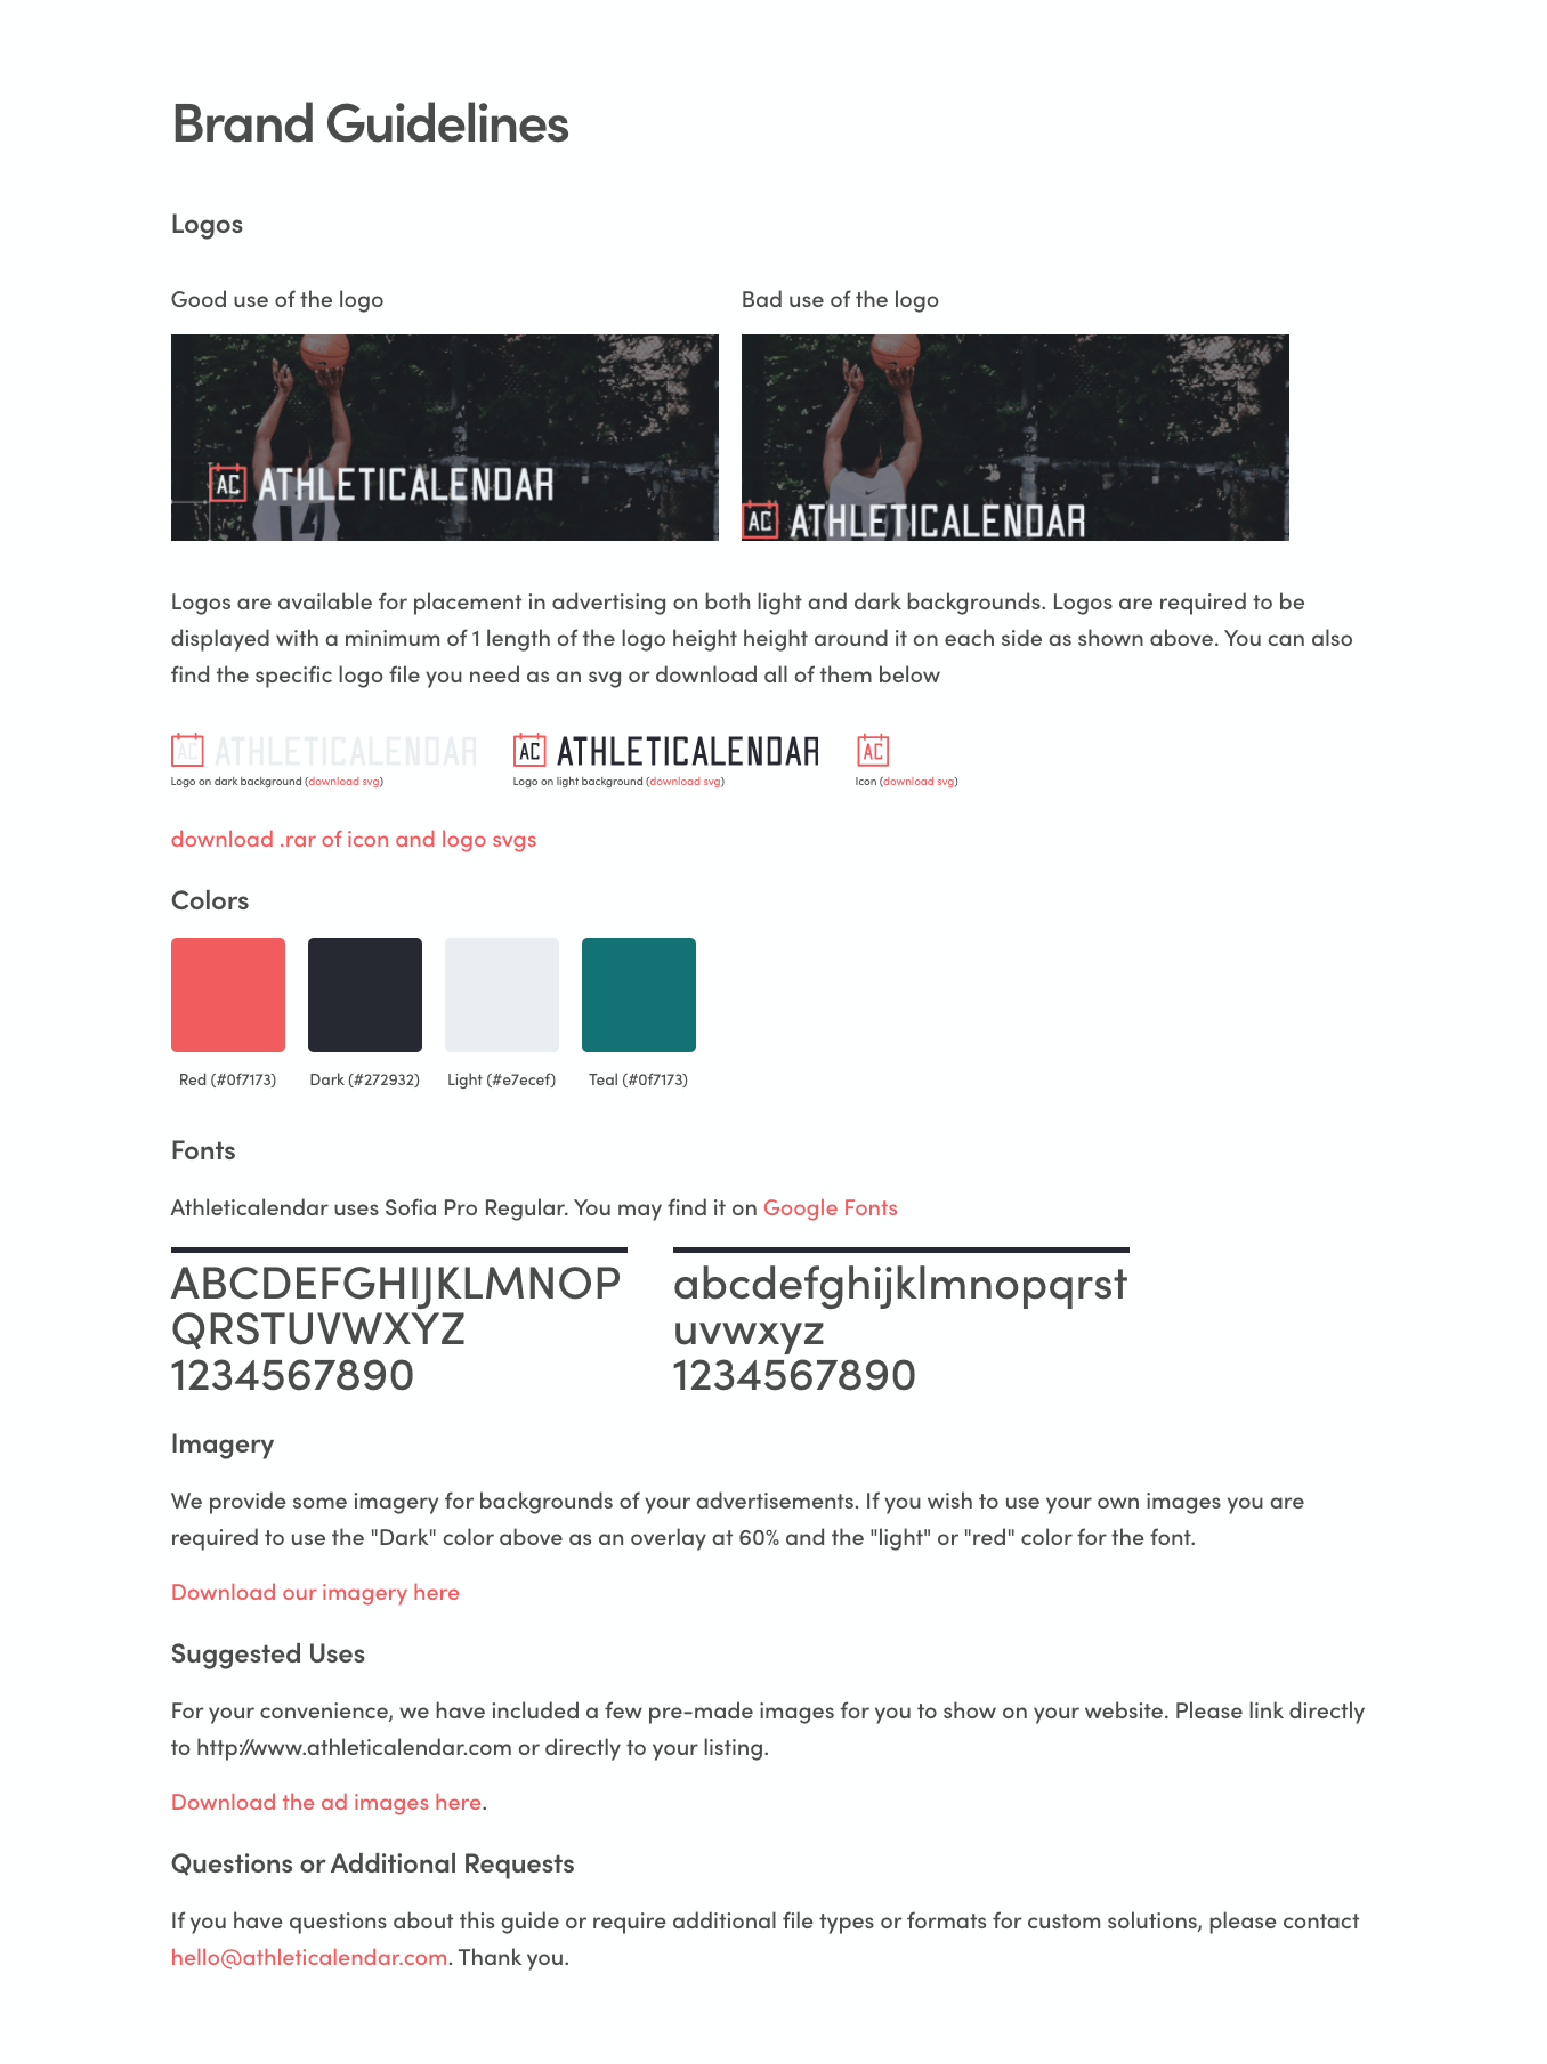 Brand Guidelines
Logos
Good use of the logo
Bad use of the logo
AC ATHLETICALENDAR
14
AC ATHLETICALENDAR
Logos are available for placement in advertising on both light and dark backgrounds. Logos are required to be
displayed with a minimum of 1 length of the logo height height around it on each side as shown above. You can also
find the specific logo file you need as an svg or download all of them below
AC ATHLETICALENDAR
AC ATHLETICALENDAR
AC
Logo on dark background (download svg)
Logo on light background (download svg)
Icon (download svg)
download .rar of icon and logo svgs
Colors
Red (#0f7173)
Dark (#272932)
Light (#e7ecef)
Teal (#0f7173)
Fonts
Athleticalendar uses Sofia Pro Regular. You may find it on Google Fonts
ABCDEFGHIJKLMNOP
QRSTUVWXYZ
1234567890
abcdefghijklmnopqrst
uvwxyz
1234567890
Imagery
We provide some imagery for backgrounds of your advertisements. If you wish to use your own images you are
required to use the "Dark" color above as an overlay at 60% and the "light" or "red" color for the font.
Download our imagery here
Suggested Uses
For your convenience, we have included a few pre-made images for you to show on your website. Please link directly
to http://www.athleticalendar.com or directly to your listing.
Download the ad images here.
Questions or Additional Requests
If you have questions about this guide or require additional file types or formats for custom solutions, please contact
hello@athleticalendar.com. Thank you.